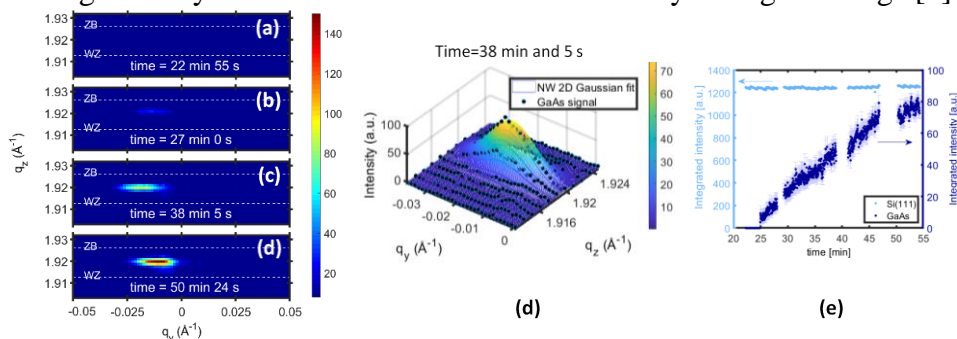 1.93
ZB
(a)
1.92
WZ
1.91
time = 22 min 55 s
1.93
ZB
(b)
1.92
WZ
1.91
time = 27 min 0 s
1.93
ZB
(c)
1.92
WZ
1.91
time = 38 min 5 s
1.93
ZB
(d)
1.92
WZ
1.91
time = 50 min 24 s
-0.05 -0.025 0 0.025 0.05
q_y (Å⁻¹)
q_z (Å⁻¹)
140
120
100
80
60
40
20
Time=38 min and 5 s
NW 2D Gaussian fit
GaAs signal
Intensity (a.u.)
100
50
0
-0.03
-0.02
-0.01
0
q_y (Å⁻¹)
1.916
1.92
1.924
q_z (Å⁻¹)
70
60
50
40
30
20
10
(d)
Integrated intensity [a.u.]
1400
1200
1000
800
600
400
200
0
20 25 30 35 40 45 50 55
time [min]
100
80
60
40
20
0
Integrated intensity [a.u.]
Si(111)
GaAs
(e)